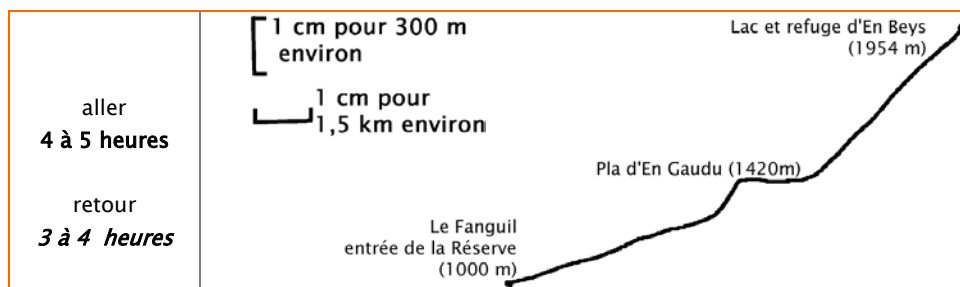 aller
4 à 5 heures
retour
3 à 4 heures
1 cm pour 300 m
environ
1 cm pour
1,5 km environ
Lac et refuge d'En Beys
(1954 m)
Pla d'En Gaudu (1420m)
Le Fanguil
entrée de la Réserve
(1000 m)